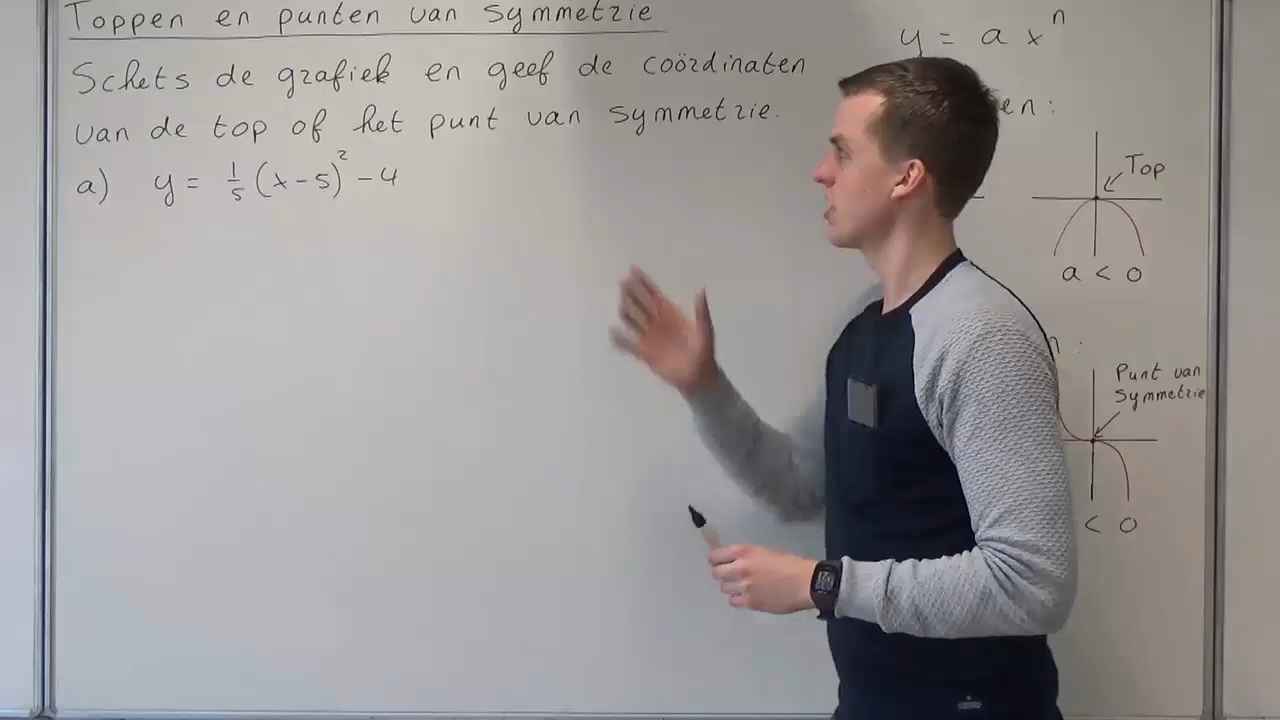 Toppen en punten van symmetrie
Schets de grafiek en geef de coördinaten
van de top of het punt van symmetrie.
a) y = 1/5 (x-5)² - 4
y = a xⁿ
Top
a < 0
Punt van
symmetrie
< 0